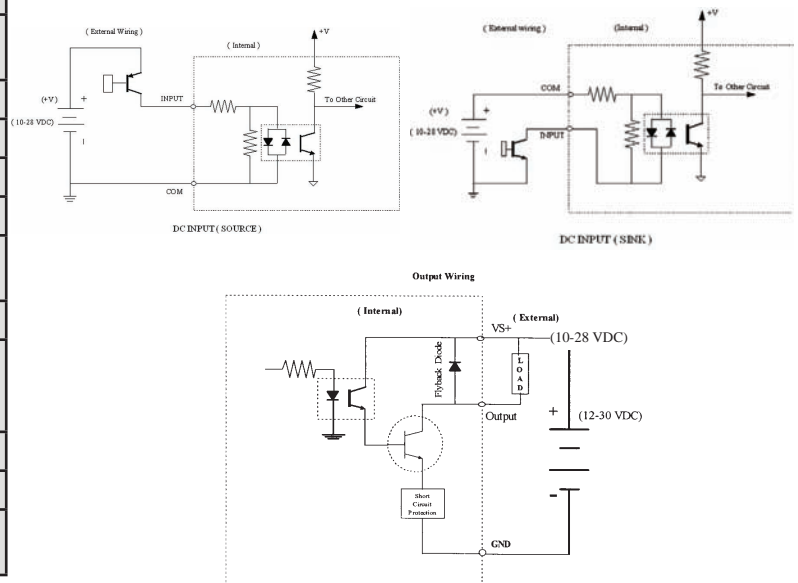 ( External Wiring )
( Internal )
+V
(+V )
+
( 10-28 VDC)
-
INPUT
To Other Circuit
COM
DC INPUT ( SOURCE )
( External wiring )
(Internal )
+V
COM
To Other Circuit
(+V )
+
( 10-28 VDC)
-
INPUT
DC INPUT ( SINK )
Output Wiring
( Internal)
( External)
VS+
(10-28 VDC)
Flyback Diode
L
O
A
D
Output
+
(12-30 VDC)
-
Short
Circuit
Protection
GND